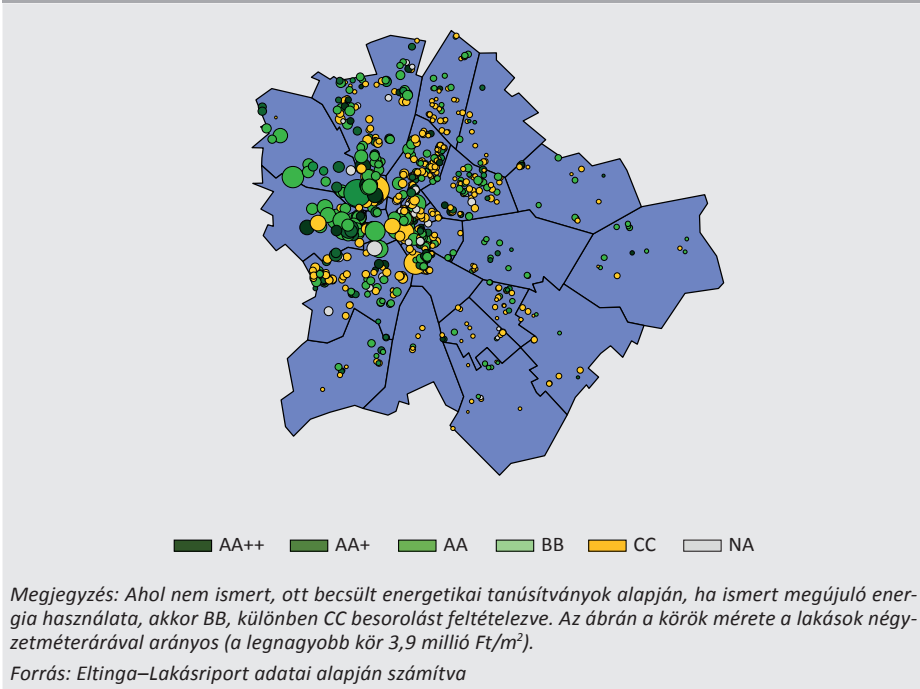 AA++ AA+ AA BB CC NA
Megjegyzés: Ahol nem ismert, ott becsült energetikai tanúsítványok alapján, ha ismert megújuló ener-
gia használata, akkor BB, különben CC besorolást feltételezve. Az ábrán a körök mérete a lakások négy-
zetméterárával arányos (a legnagyobb kör 3,9 millió Ft/m²).
Forrás: Eltinga–Lakásriport adatai alapján számítva